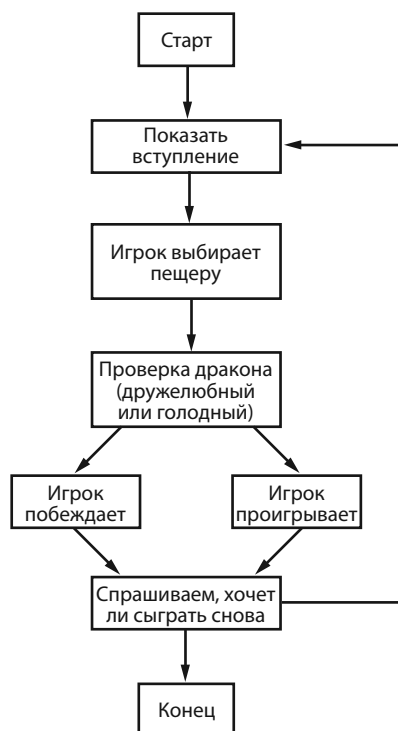 Старт
Показать
вступление
Игрок выбирает
пещеру
Проверка дракона
(дружелюбный
или голодный)
Игрок
побеждает
Игрок
проигрывает
Спрашиваем, хочет
ли сыграть снова
Конец